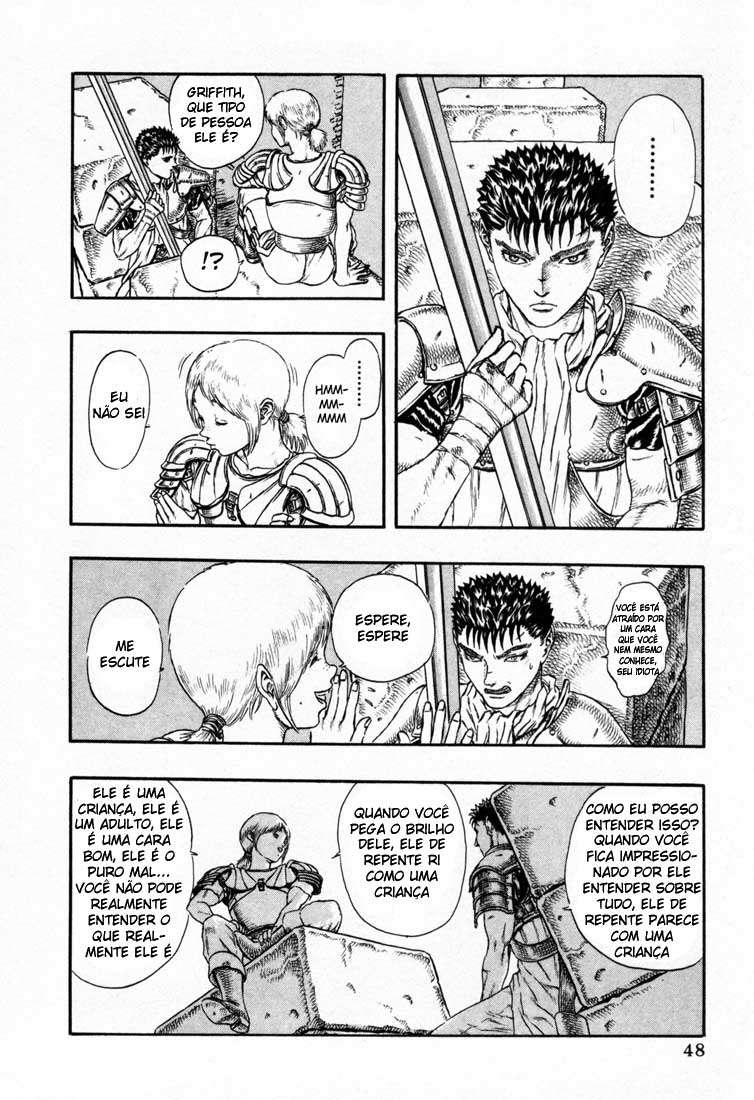 ..........
GRIFFITH,
QUE TIPO
DE PESSOA
ELE É?
!?
..........
HMM-
MM-
MMM
EU
NÃO SEI
VOCÊ ESTÁ
ATRAÍDO POR
UM CARA
QUE VOCÊ
NEM MESMO
CONHECE,
SEU IDIOTA
ESPERE,
ESPERE
ME
ESCUTE
COMO EU POSSO
ENTENDER ISSO?
QUANDO VOCÊ
FICA IMPRESSIO-
NADO POR ELE
ENTENDER SOBRE
TUDO, ELE DE
REPENTE PARECE
COM UMA
CRIANÇA
QUANDO VOCÊ
PEGA O BRILHO
DELE, ELE DE
REPENTE RI
COMO UMA
CRIANÇA
ELE É UMA
CRIANÇA, ELE É
UM ADULTO, ELE
É UMA CARA
BOM, ELE É O
PURO MAL...
VOCÊ NÃO PODE
REALMENTE
ENTENDER O
QUE REAL-
MENTE ELE É
48